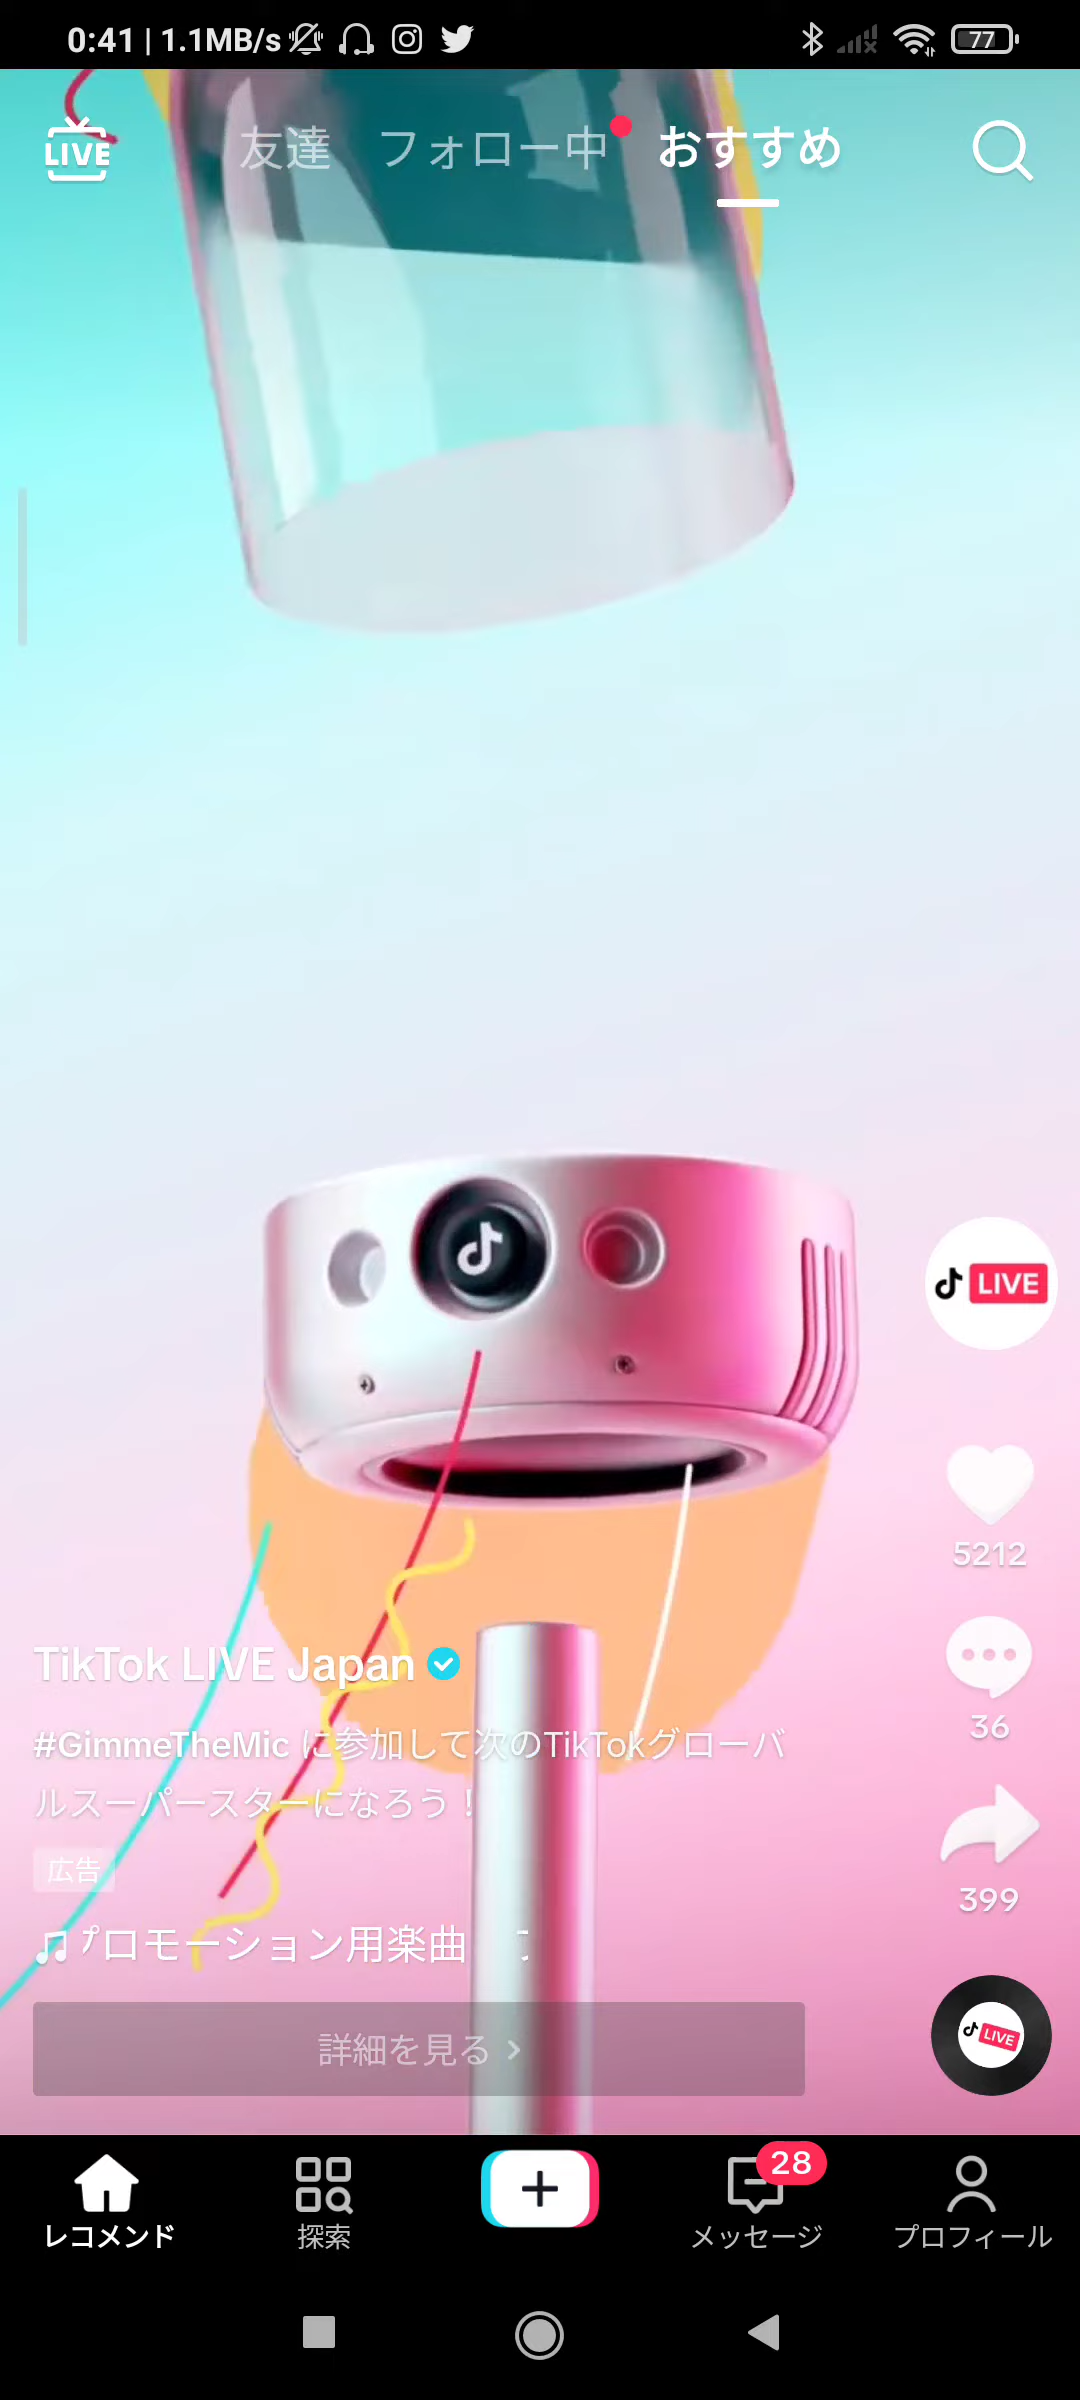 0:41 | 1.1MB/s
77
LIVE
友達 フォロー中 おすすめ
LIVE
5212
TikTok LIVE Japan
36
#GimmeTheMic に参加して次のTikTokグローバ
ルスーパースターになろう！
広告
399
プロモーション用楽曲
LIVE
詳細を見る
28
レコメンド 探索 メッセージ プロフィール